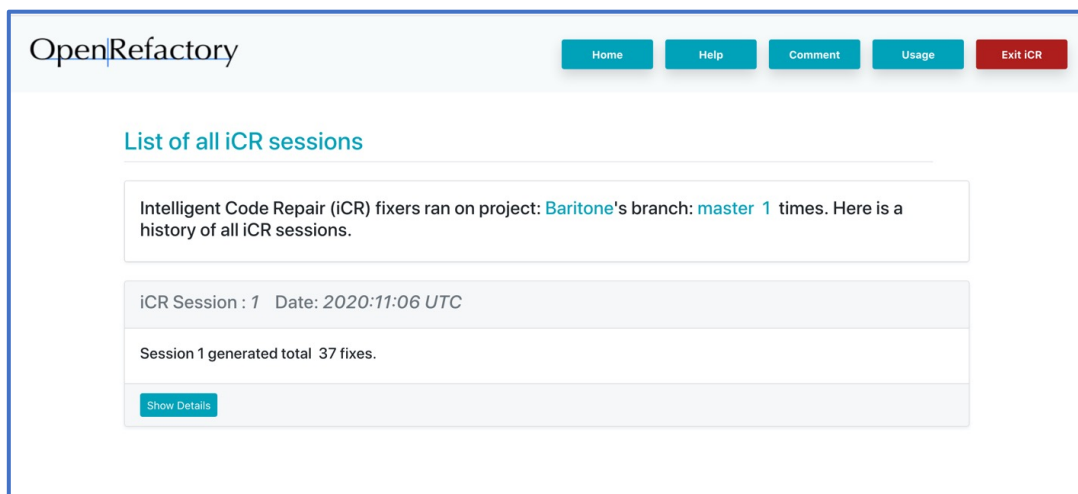 OpenRefactory
Home Help Comment Usage Exit iCR
List of all iCR sessions
Intelligent Code Repair (iCR) fixers ran on project: Baritone's branch: master 1 times. Here is a
history of all iCR sessions.
iCR Session : 1 Date: 2020:11:06 UTC
Session 1 generated total 37 fixes.
Show Details